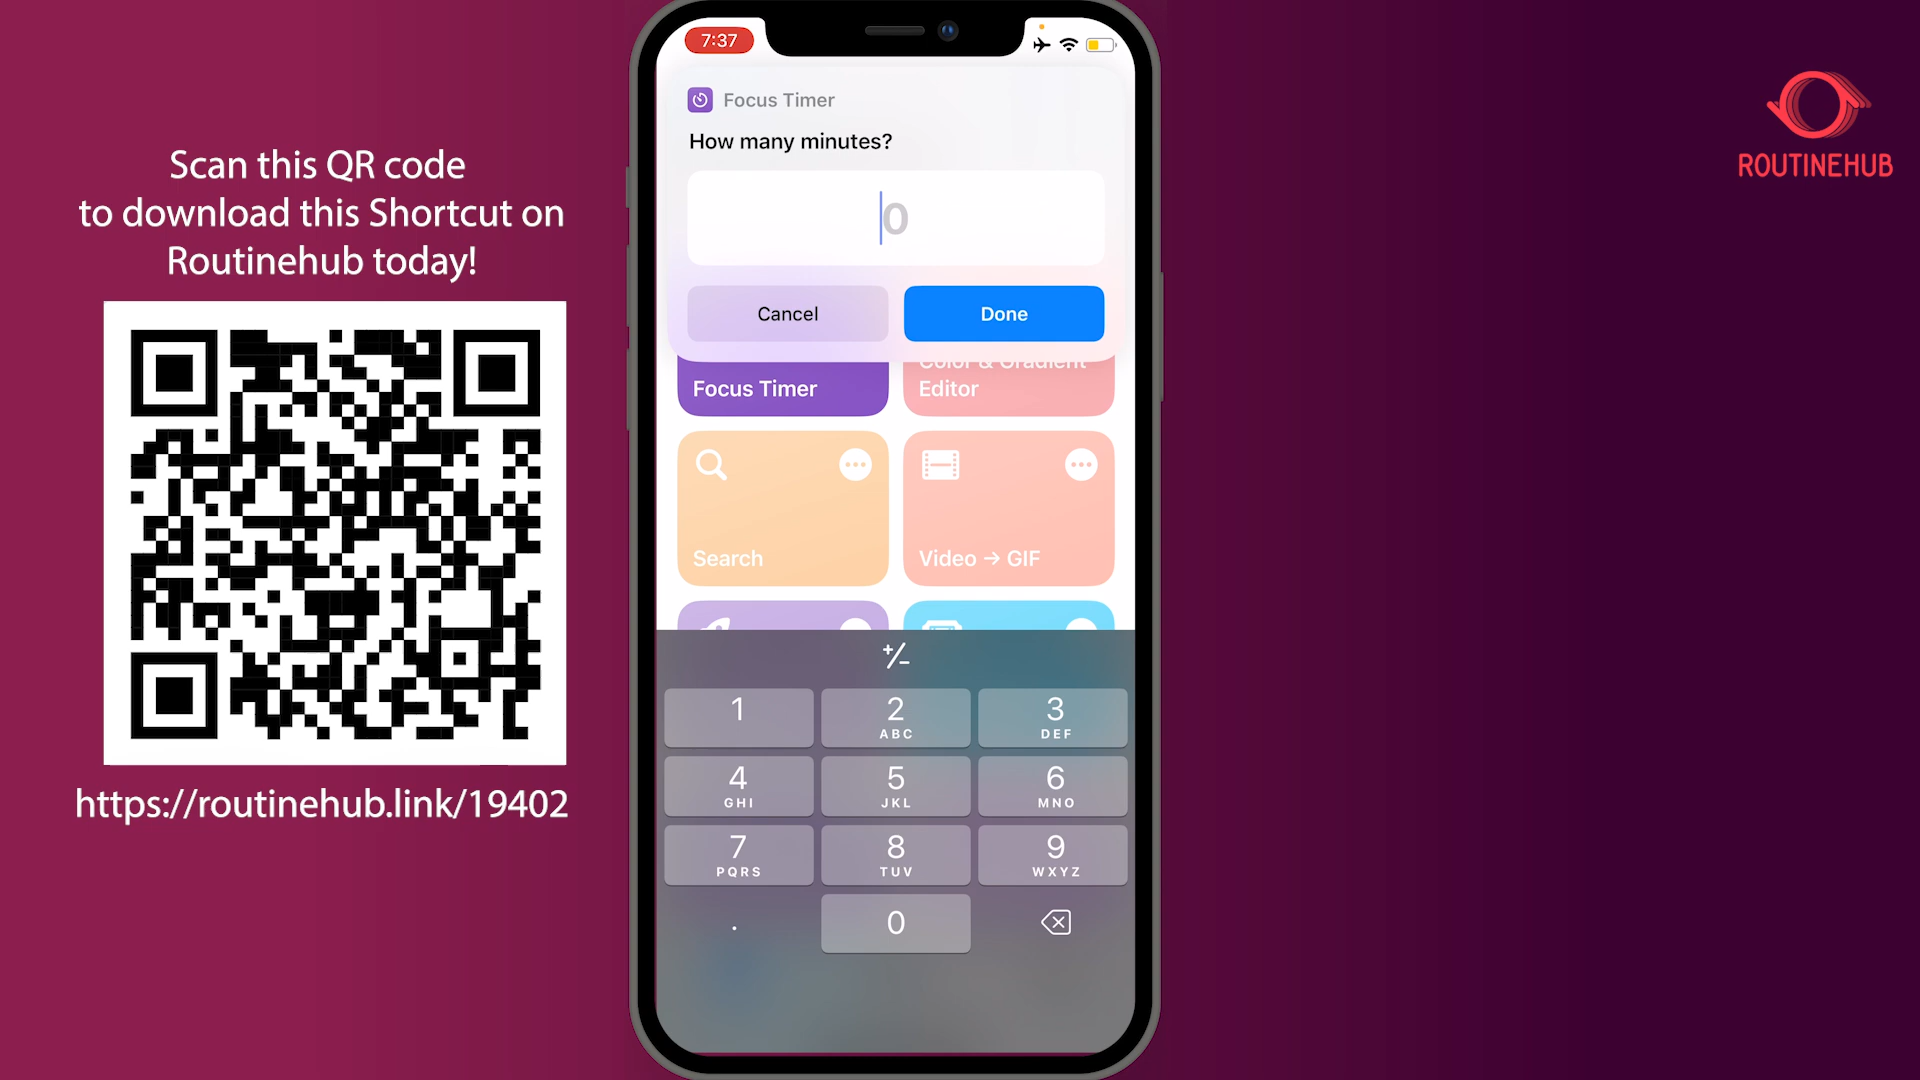 Scan this QR code
to download this Shortcut on
Routinehub today!
https://routinehub.link/19402
7:37
Focus Timer
How many minutes?
0
Cancel
Done
Focus Timer
Color & Gradient
Editor
Search
Video → GIF
+/-
1
2
ABC
3
DEF
4
GHI
5
JKL
6
MNO
7
PQRS
8
TUV
9
WXYZ
.
0
ROUTINEHUB